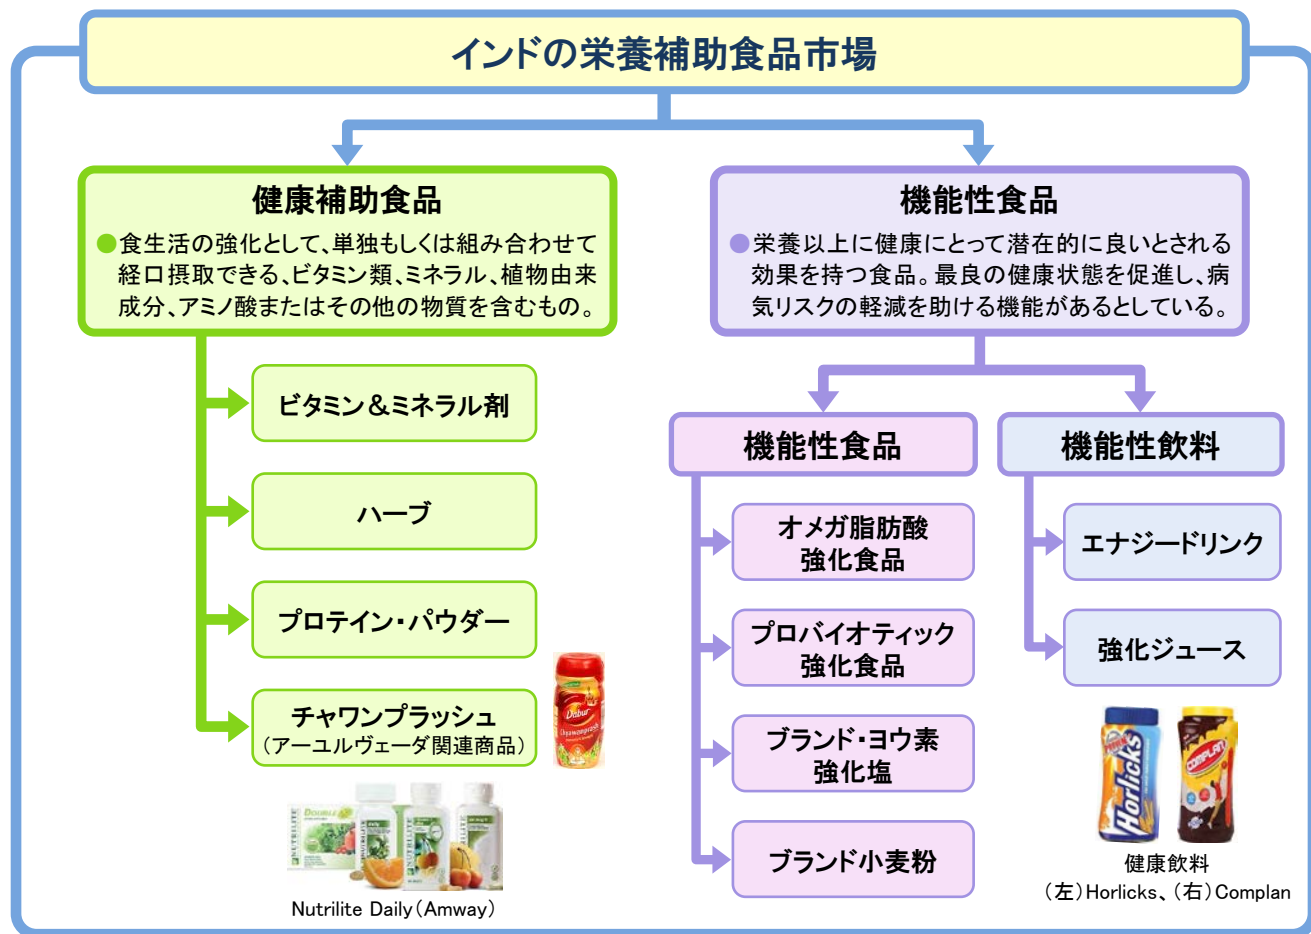 インドの栄養補助食品市場
健康補助食品
●食生活の強化として、単独もしくは組み合わせて
経口摂取できる、ビタミン類、ミネラル、植物由来
成分、アミノ酸またはその他の物質を含むもの。
ビタミン＆ミネラル剤
ハーブ
プロテイン・パウダー
チャワンプラッシュ
（アーユルヴェーダ関連商品）
Dabur
Chyawanprash
NUTRILITE
DOUBLE
NUTRILITE
Nutrilite Daily（Amway）
機能性食品
●栄養以上に健康にとって潜在的に良いとされる
効果を持つ食品。最良の健康状態を促進し、病
気リスクの軽減を助ける機能があるとしている。
機能性食品
オメガ脂肪酸
強化食品
プロバイオティック
強化食品
ブランド・ヨウ素
強化塩
ブランド小麦粉
機能性飲料
エナジードリンク
強化ジュース
Horlicks
COMPLAN
健康飲料
（左）Horlicks、（右）Complan